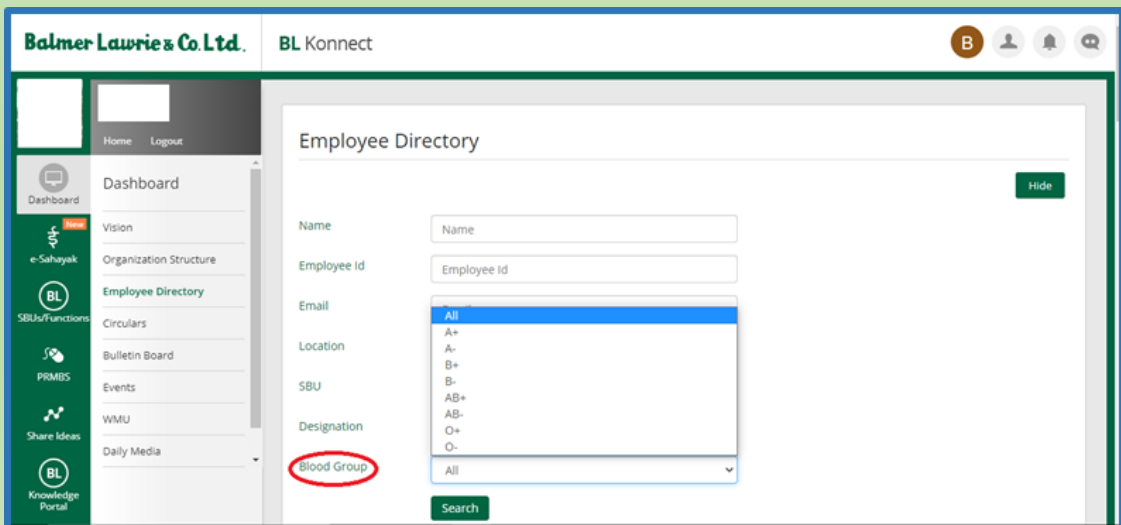 Balmer Lawrie & Co. Ltd.
BL Konnect
B
Home Logout
Dashboard
New
e-Sahayak
BL
SBUs/Functions
PRMBS
Share Ideas
BL
Knowledge
Portal
Dashboard
Vision
Organization Structure
Employee Directory
Circulars
Bulletin Board
Events
WMU
Daily Media
Employee Directory
Hide
Name
Name
Employee Id
Employee Id
Email
Location
SBU
Designation
All
A+
A-
B+
B-
AB+
AB-
O+
O-
Blood Group
All
Search